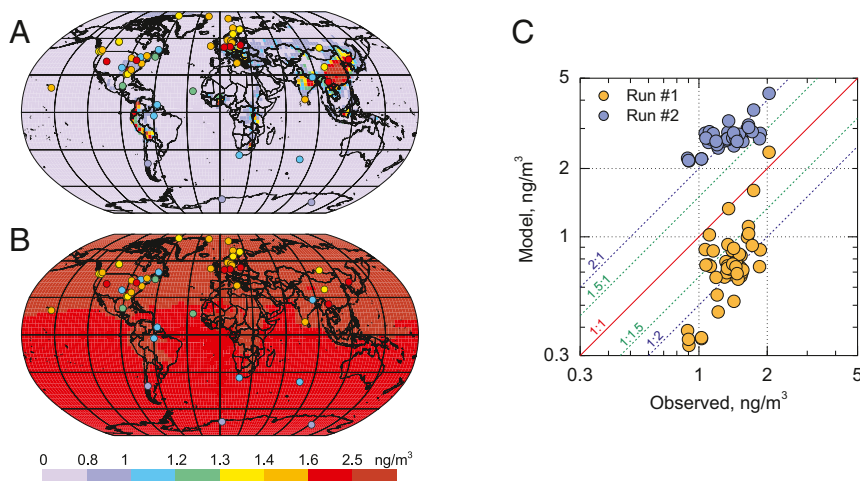 A
B
0 0.8 1 1.2 1.3 1.4 1.6 2.5 ng/m³
C
Run #1
Run #2
5
2
1
0.3
Model, ng/m³
2:1
1.5:1
1:1
1:1.5
1:2
0.3 1 2 5
Observed, ng/m³